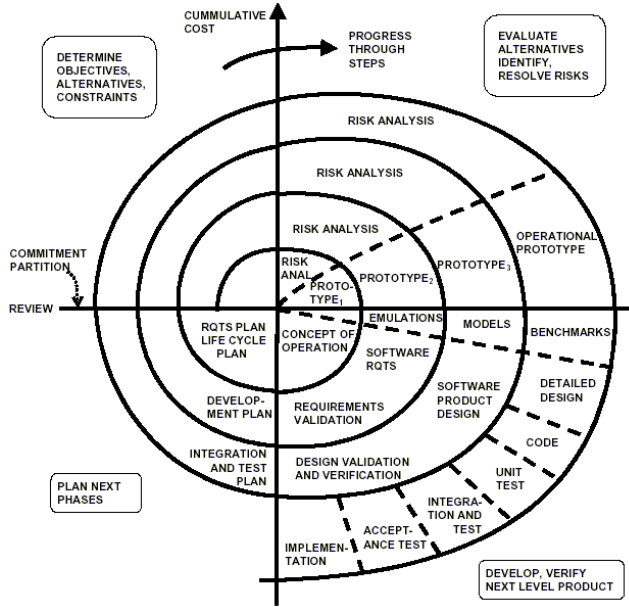 CUMMULATIVE
COST
PROGRESS
THROUGH
STEPS
DETERMINE
OBJECTIVES,
ALTERNATIVES,
CONSTRAINTS
EVALUATE
ALTERNATIVES
IDENTIFY,
RESOLVE RISKS
RISK ANALYSIS
RISK ANALYSIS
RISK ANALYSIS
RISK
ANAL.
COMMITMENT
PARTITION
REVIEW
PROTO-
TYPE1
PROTOTYPE2
PROTOTYPE3
OPERATIONAL
PROTOTYPE
EMULATIONS
MODELS
BENCHMARKS
RQTS PLAN
LIFE CYCLE
PLAN
CONCEPT OF
OPERATION
SOFTWARE
RQTS
SOFTWARE
PRODUCT
DESIGN
DETAILED
DESIGN
DEVELOP-
MENT PLAN
REQUIREMENTS
VALIDATION
CODE
UNIT
TEST
INTEGRATION
AND TEST
PLAN
DESIGN VALIDATION
AND VERIFICATION
INTEGRA-
TION AND
TEST
ACCEPT-
ANCE TEST
IMPLEMEN-
TATION
PLAN NEXT
PHASES
DEVELOP, VERIFY
NEXT LEVEL PRODUCT